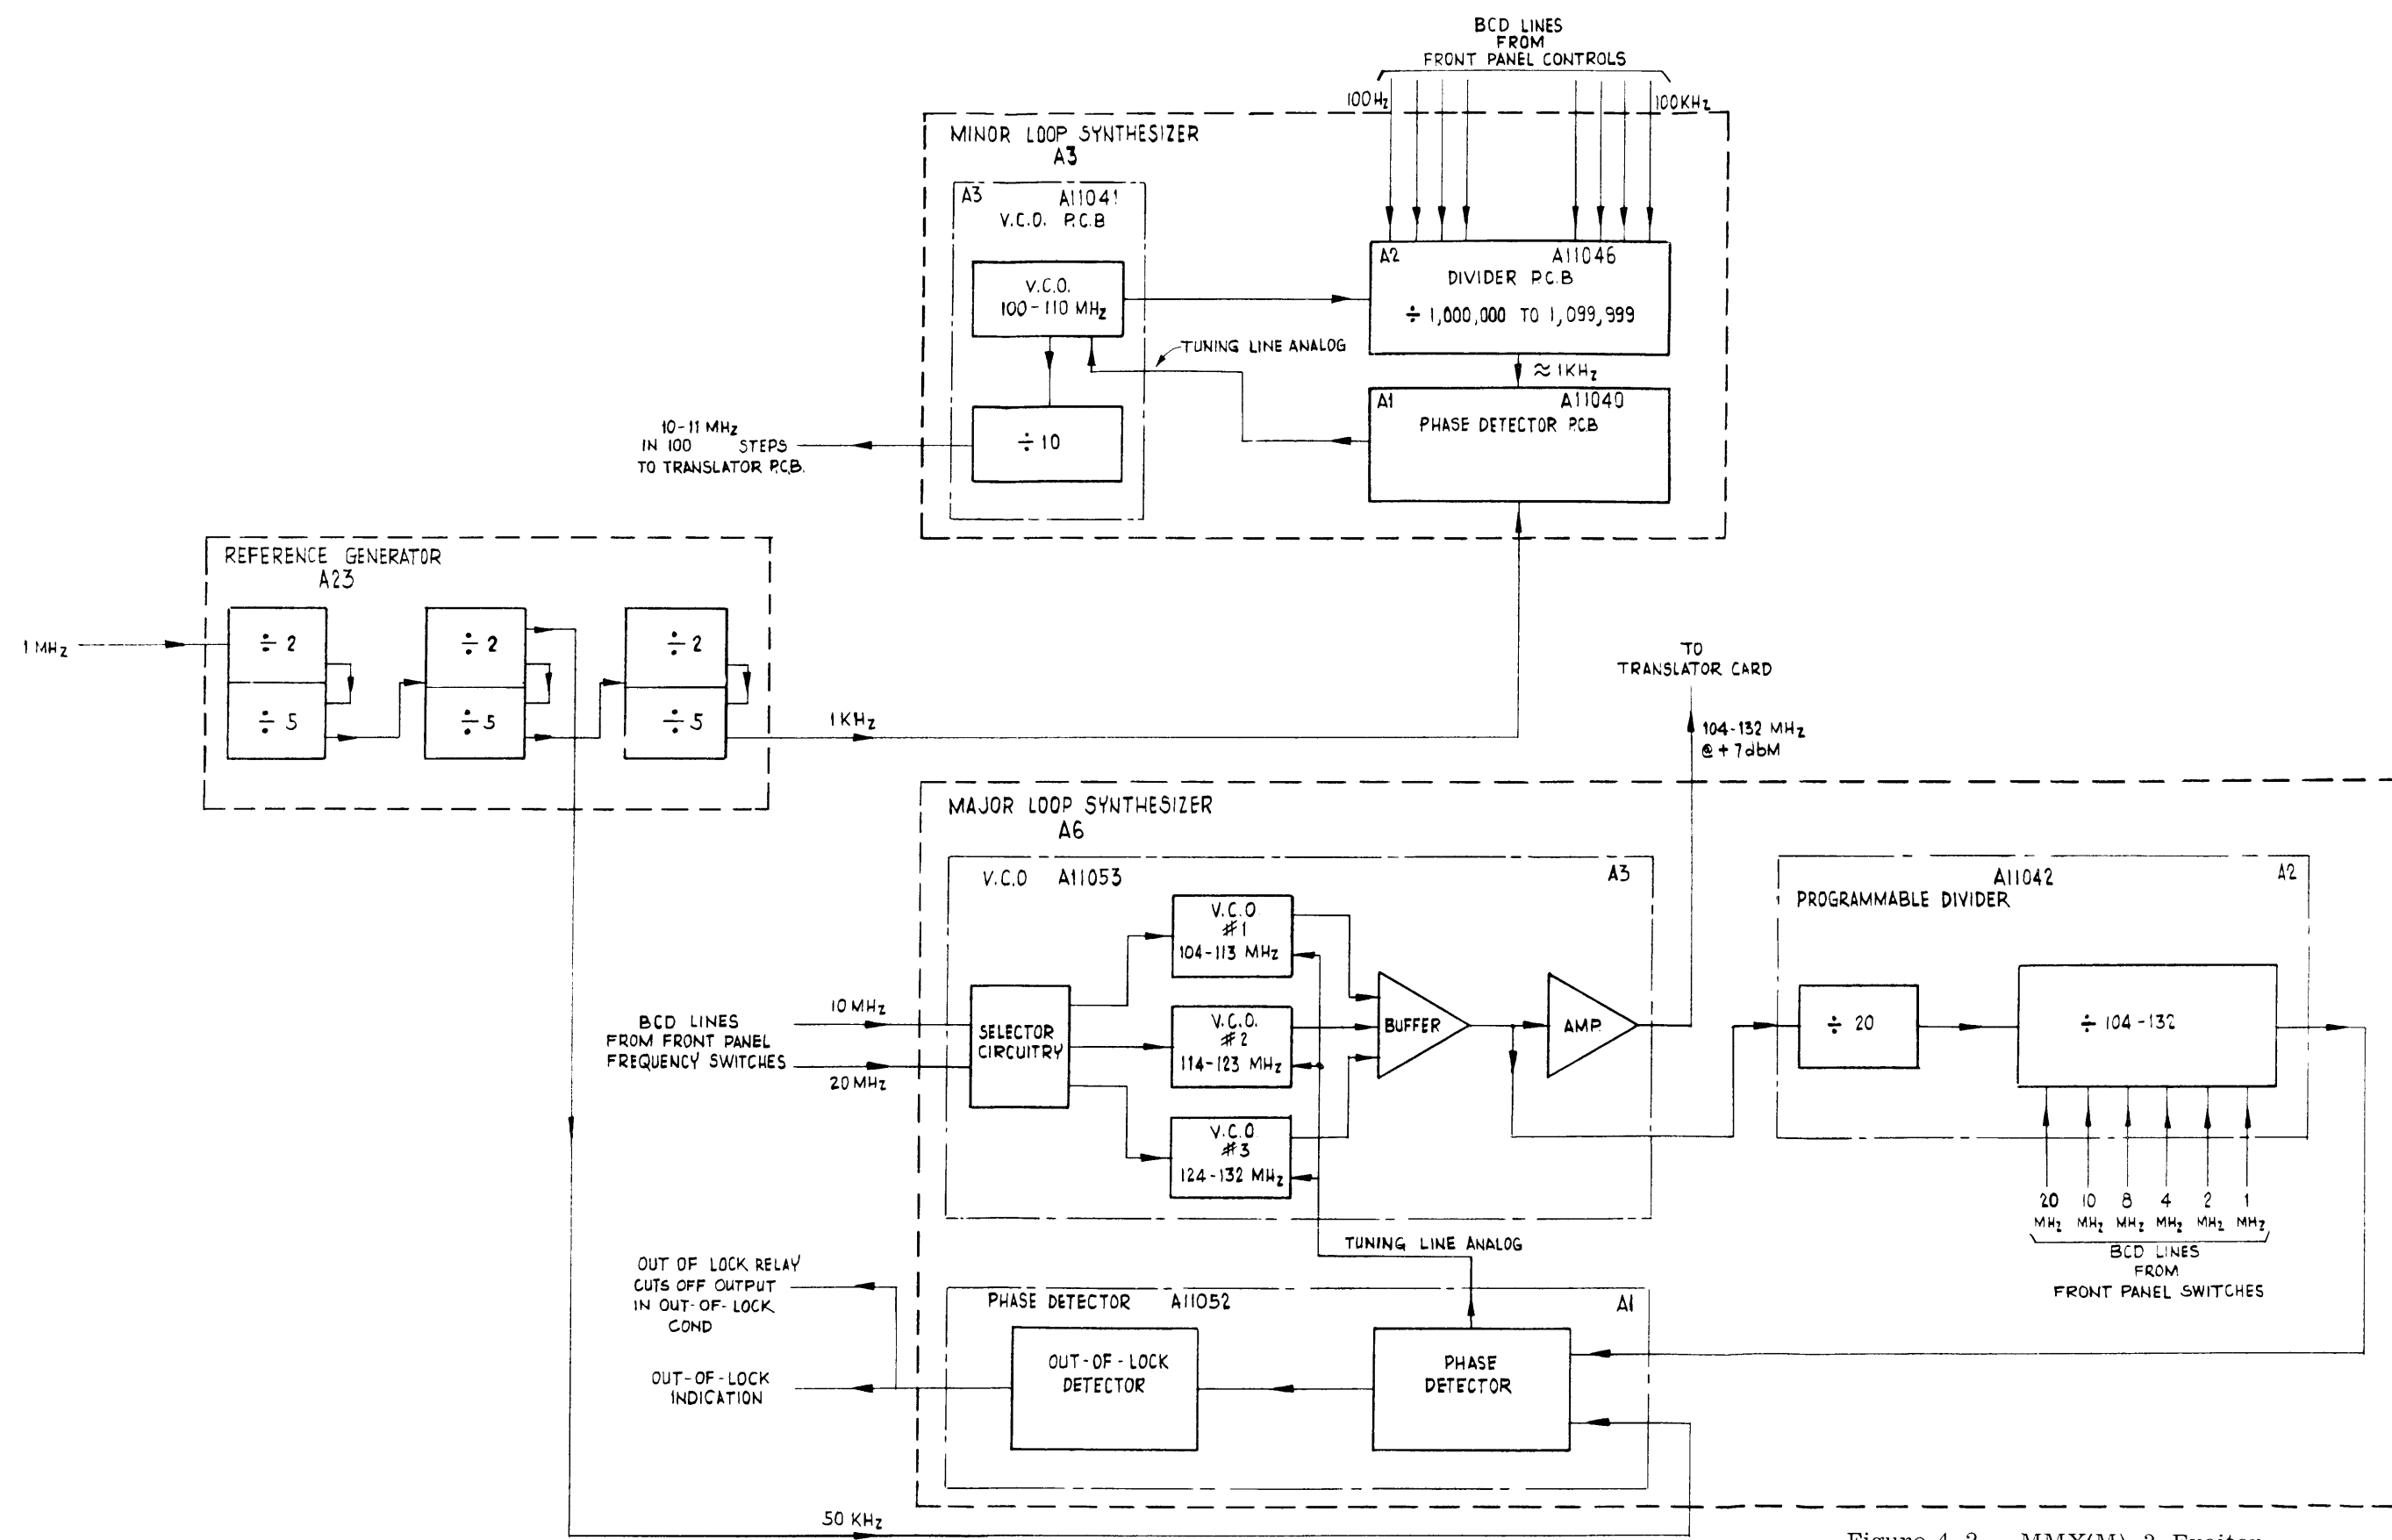 BCD LINES
FROM
FRONT PANEL CONTROLS
100Hz
100KHz
MINOR LOOP SYNTHESIZER
A3
A3 A11041
V.C.O. P.C.B
V.C.O.
100-110 MHz
A2 A11046
DIVIDER P.C.B
÷ 1,000,000 TO 1,099,999
TUNING LINE ANALOG
≈ 1KHz
A1 A11040
PHASE DETECTOR P.C.B
÷ 10
10-11 MHz
IN 100 STEPS
TO TRANSLATOR P.C.B.
REFERENCE GENERATOR
A23
1 MHz
÷ 2
÷ 5
÷ 2
÷ 5
÷ 2
÷ 5
1 KHz
TO
TRANSLATOR CARD
104-132 MHz
@ + 7dbM
MAJOR LOOP SYNTHESIZER
A6
V.C.O A11053 A3
V.C.O
#1
104-113 MHz
V.C.O.
#2
114-123 MHz
V.C.O
#3
124-132 MHz
SELECTOR
CIRCUITRY
BUFFER
AMP.
10 MHz
BCD LINES
FROM FRONT PANEL
FREQUENCY SWITCHES
20 MHz
A11042 A2
PROGRAMMABLE DIVIDER
÷ 20
÷ 104-132
20 MHz
10 MHz
8 MHz
4 MHz
2 MHz
1 MHz
BCD LINES
FROM
FRONT PANEL SWITCHES
TUNING LINE ANALOG
OUT OF LOCK RELAY
CUTS OFF OUTPUT
IN OUT-OF-LOCK
COND
OUT-OF-LOCK
INDICATION
PHASE DETECTOR A11052 A1
OUT-OF-LOCK
DETECTOR
PHASE
DETECTOR
50 KHz
Figure 4-2. MMX(M)-2 Exciter